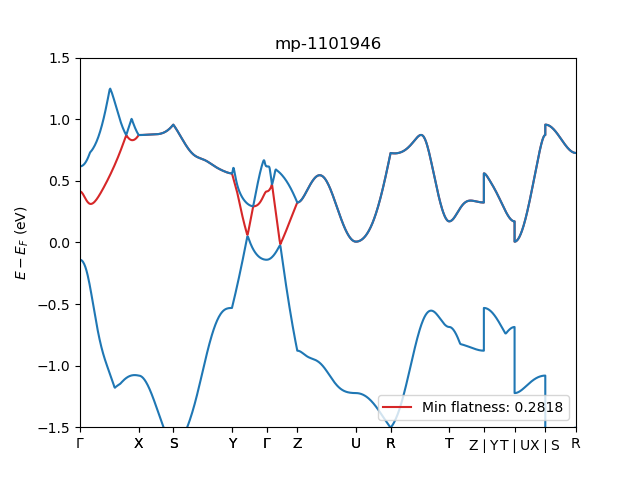 mp-1101946
1.5
1.0
0.5
0.0
−0.5
−1.0
−1.5
E − E_F (eV)
Min flatness: 0.2818
Γ X S Y Γ Z U R T Z | Y T | U X | S R